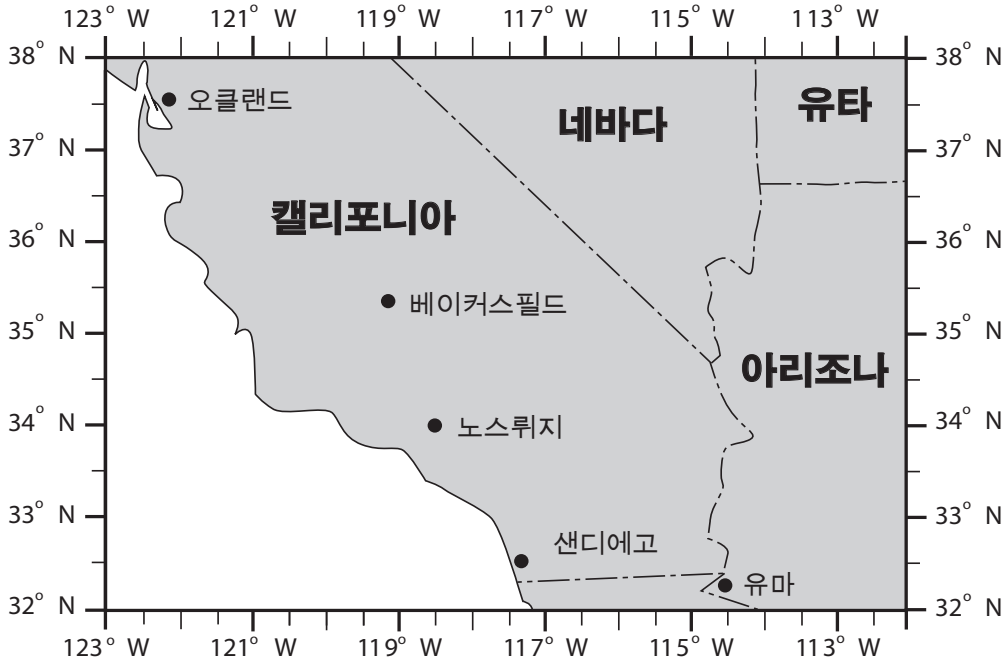 123° W 121° W 119° W 117° W 115° W 113° W
38° N 38° N
오클랜드
네바다
유타
37° N 37° N
캘리포니아
36° N 36° N
베이커스필드
35° N 35° N
아리조나
34° N 34° N
노스뤼지
33° N 33° N
샌디에고
유마
32° N 32° N
123° W 121° W 119° W 117° W 115° W 113° W